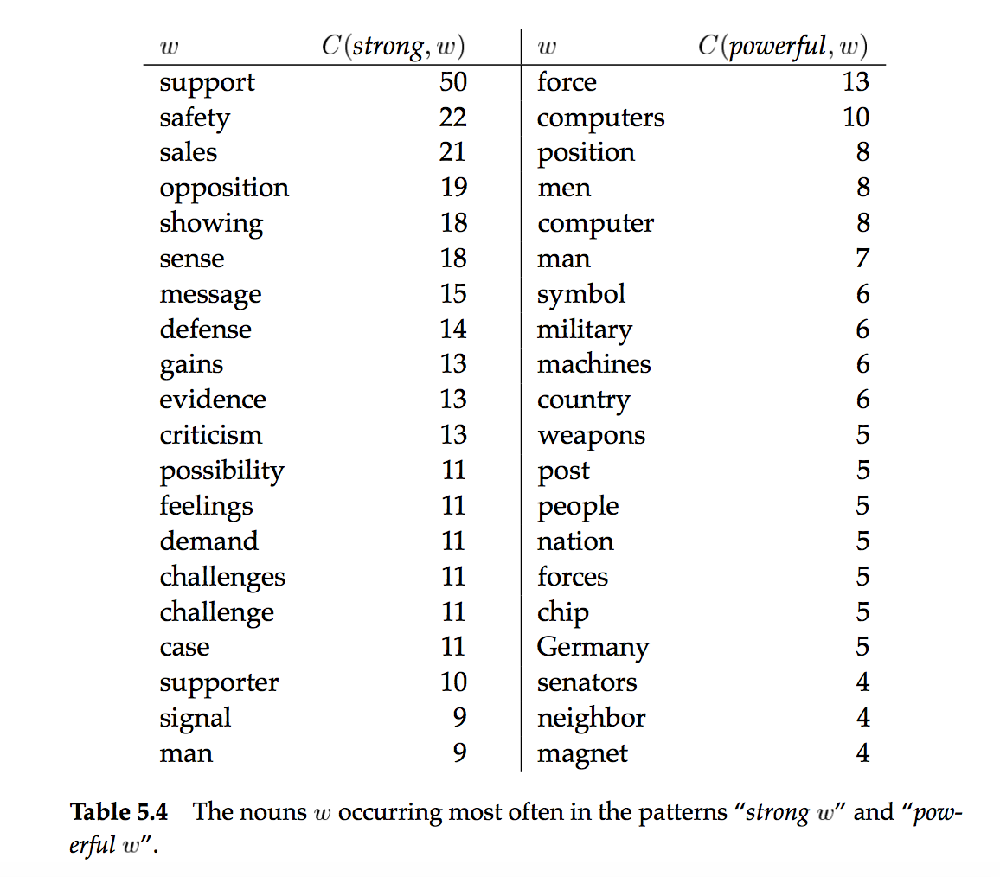 w C(strong, w) w C(powerful, w)
support 50 force 13
safety 22 computers 10
sales 21 position 8
opposition 19 men 8
showing 18 computer 8
sense 18 man 7
message 15 symbol 6
defense 14 military 6
gains 13 machines 6
evidence 13 country 6
criticism 13 weapons 5
possibility 11 post 5
feelings 11 people 5
demand 11 nation 5
challenges 11 forces 5
challenge 11 chip 5
case 11 Germany 5
supporter 10 senators 4
signal 9 neighbor 4
man 9 magnet 4
Table 5.4 The nouns w occurring most often in the patterns “strong w” and “pow-
erful w”.